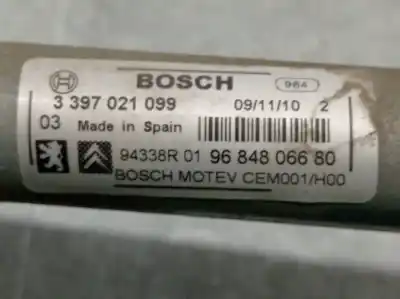 BOSCH 984
3 397 021 099 09/11/10 2
03 Made in Spain
94338R 01 96 848 066 80
BOSCH MOTEV CEM001/H00